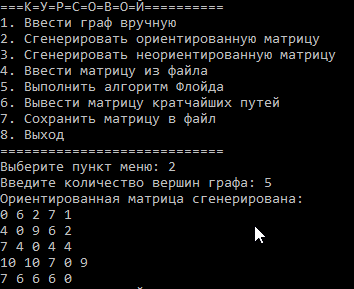 ===К=У=Р=С=О=В=О=Й==========
1. Ввести граф вручную
2. Сгенерировать ориентированную матрицу
3. Сгенерировать неориентированную матрицу
4. Ввести матрицу из файла
5. Выполнить алгоритм Флойда
6. Вывести матрицу кратчайших путей
7. Сохранить матрицу в файл
8. Выход
============================
Выберите пункт меню: 2
Введите количество вершин графа: 5
Ориентированная матрица сгенерирована:
0 6 2 7 1
4 0 9 6 2
7 4 0 4 4
10 10 7 0 9
7 6 6 6 0